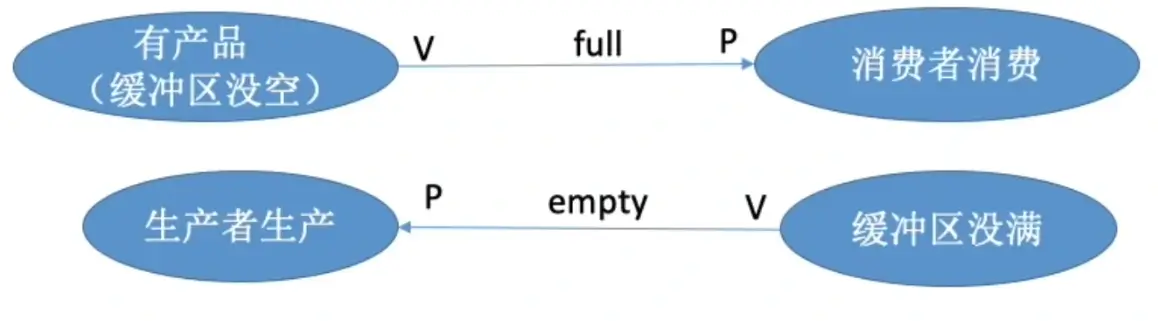 有产品
（缓冲区没空）
V full P
消费者消费
生产者生产
P empty V
缓冲区没满